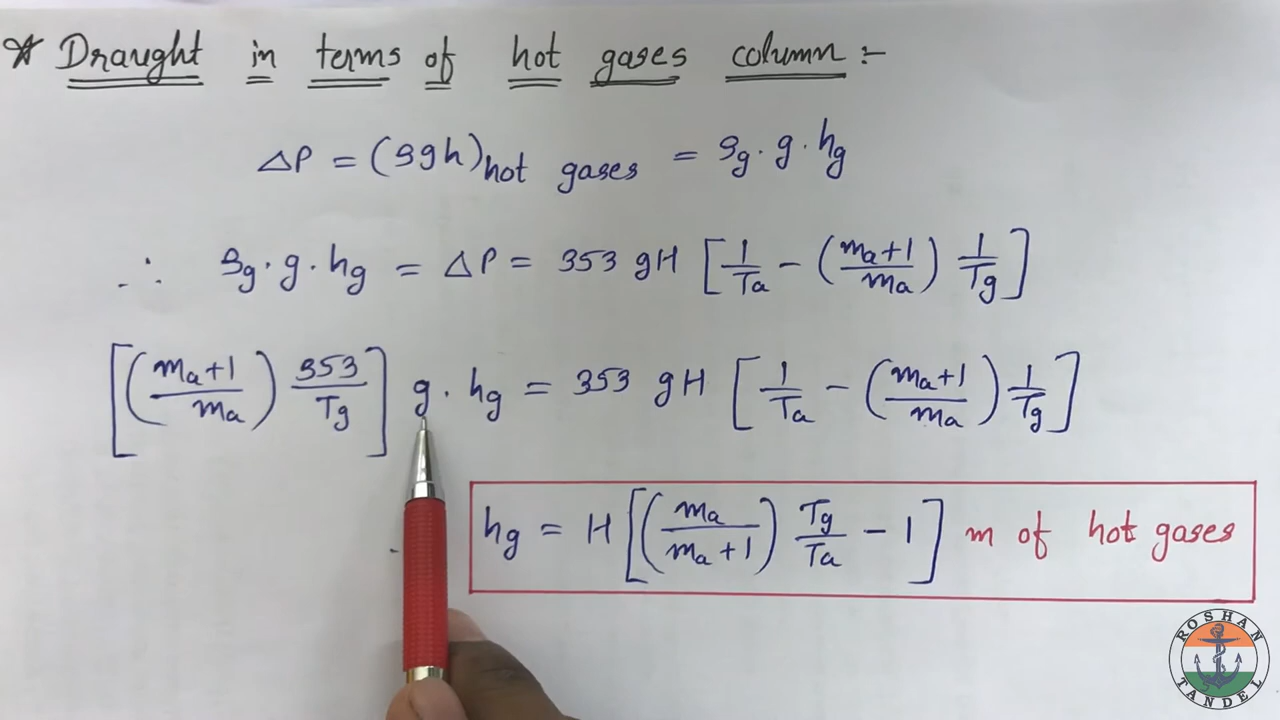 * Draught in terms of hot gases column :-
ΔP = (ρgh)hot gases = ρg · g · hg
∴ ρg · g · hg = ΔP = 353 gH [1/Ta - (ma+1/ma) 1/Tg]
[(ma+1/ma) 353/Tg] g · hg = 353 gH [1/Ta - (ma+1/ma) 1/Tg]
hg = H [(ma/ma+1) Tg/Ta - 1] m of hot gases
ROSHAN
TANDEL